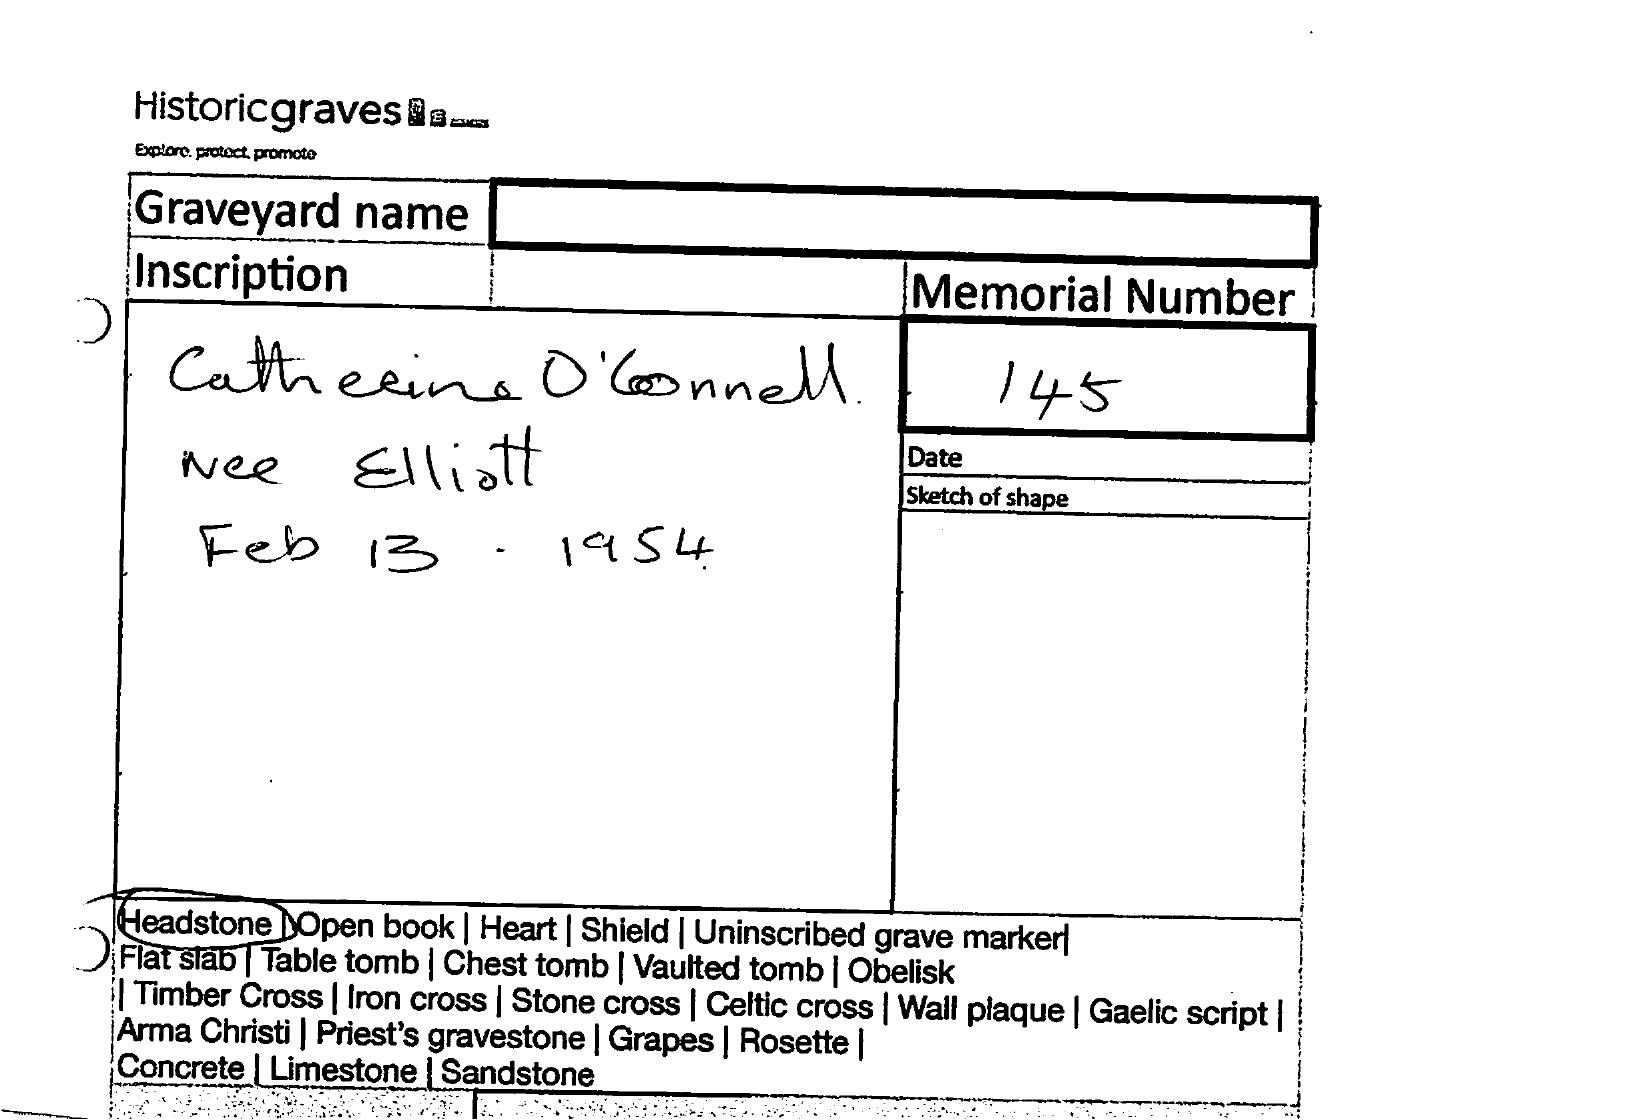 Historicgraves
Explore. protect. promote
Graveyard name
Inscription
Memorial Number
Catherine O'Connell.
145
nee Elliott
Date
Sketch of shape
Feb 13 - 1954
Headstone | Open book | Heart | Shield | Uninscribed grave marker|
Flat slab | Table tomb | Chest tomb | Vaulted tomb | Obelisk
| Timber Cross | Iron cross | Stone cross | Celtic cross | Wall plaque | Gaelic script |
Arma Christi | Priest's gravestone | Grapes | Rosette |
Concrete | Limestone | Sandstone